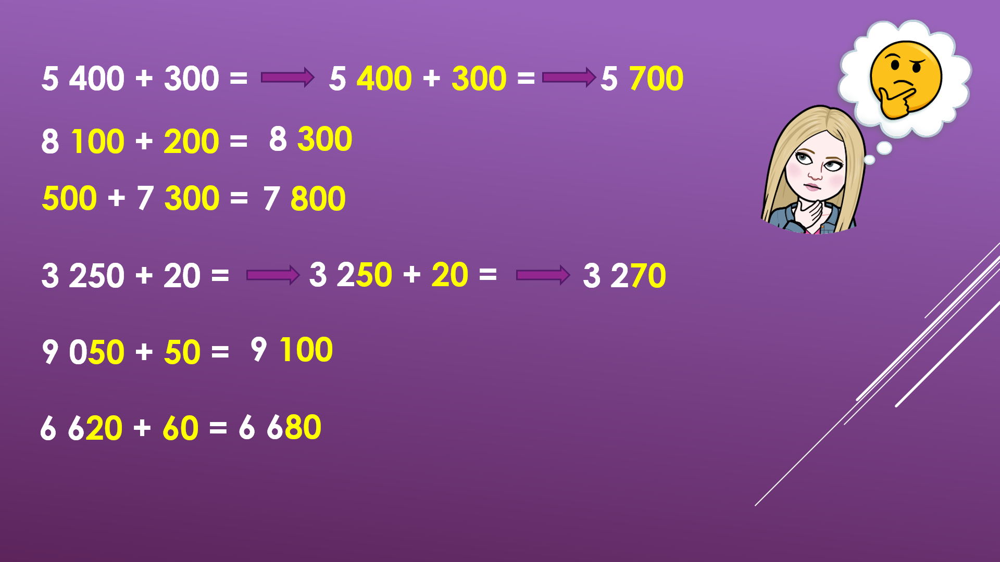 5 400 + 300 = 5 400 + 300 = 5 700
8 100 + 200 = 8 300
500 + 7 300 = 7 800
3 250 + 20 = 3 250 + 20 = 3 270
9 050 + 50 = 9 100
6 620 + 60 = 6 680